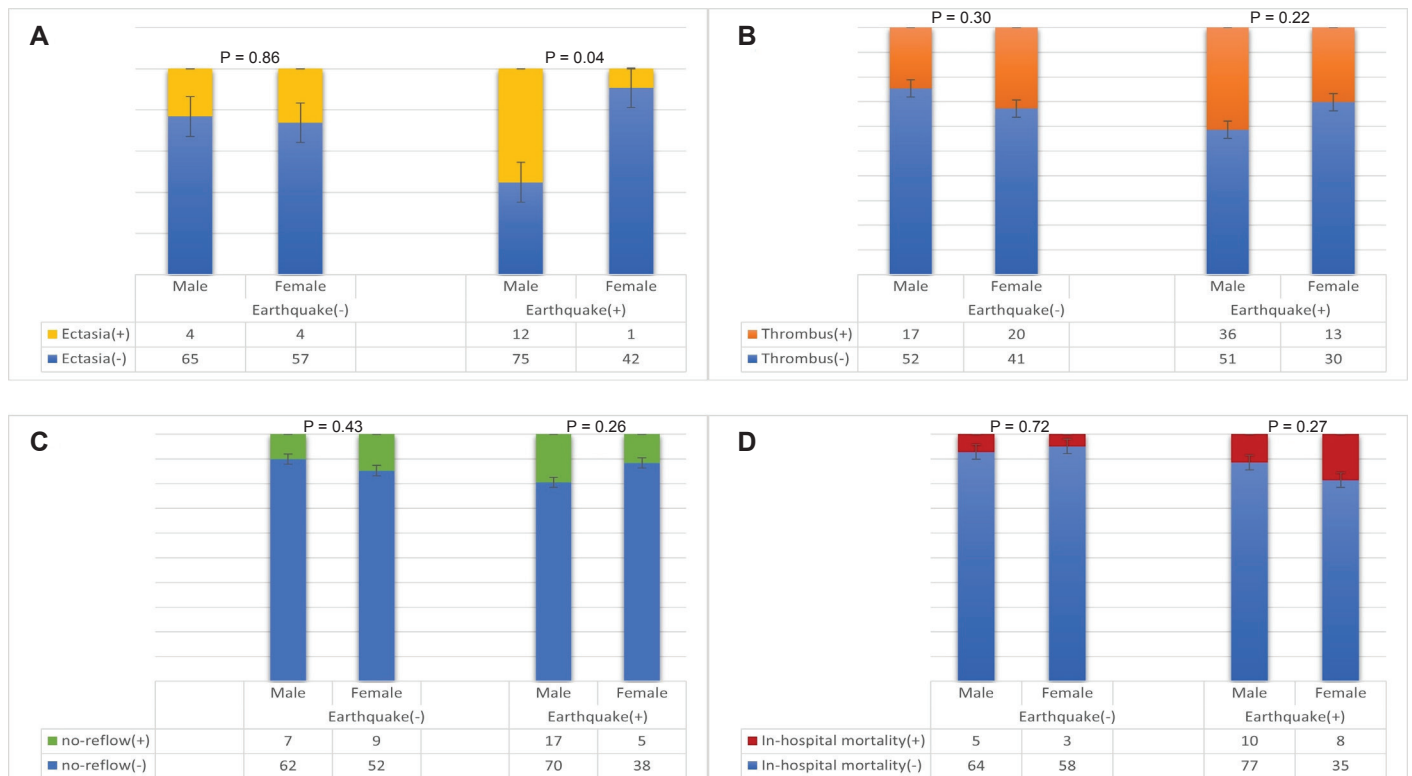 A
P = 0.86
P = 0.04
Male Female Male Female
Earthquake(-) Earthquake(+)
Ectasia(+) 4 4 12 1
Ectasia(-) 65 57 75 42
B
P = 0.30
P = 0.22
Male Female Male Female
Earthquake(-) Earthquake(+)
Thrombus(+) 17 20 36 13
Thrombus(-) 52 41 51 30
C
P = 0.43
P = 0.26
Male Female Male Female
Earthquake(-) Earthquake(+)
no-reflow(+) 7 9 17 5
no-reflow(-) 62 52 70 38
D
P = 0.72
P = 0.27
Male Female Male Female
Earthquake(-) Earthquake(+)
In-hospital mortality(+) 5 3 10 8
In-hospital mortality(-) 64 58 77 35